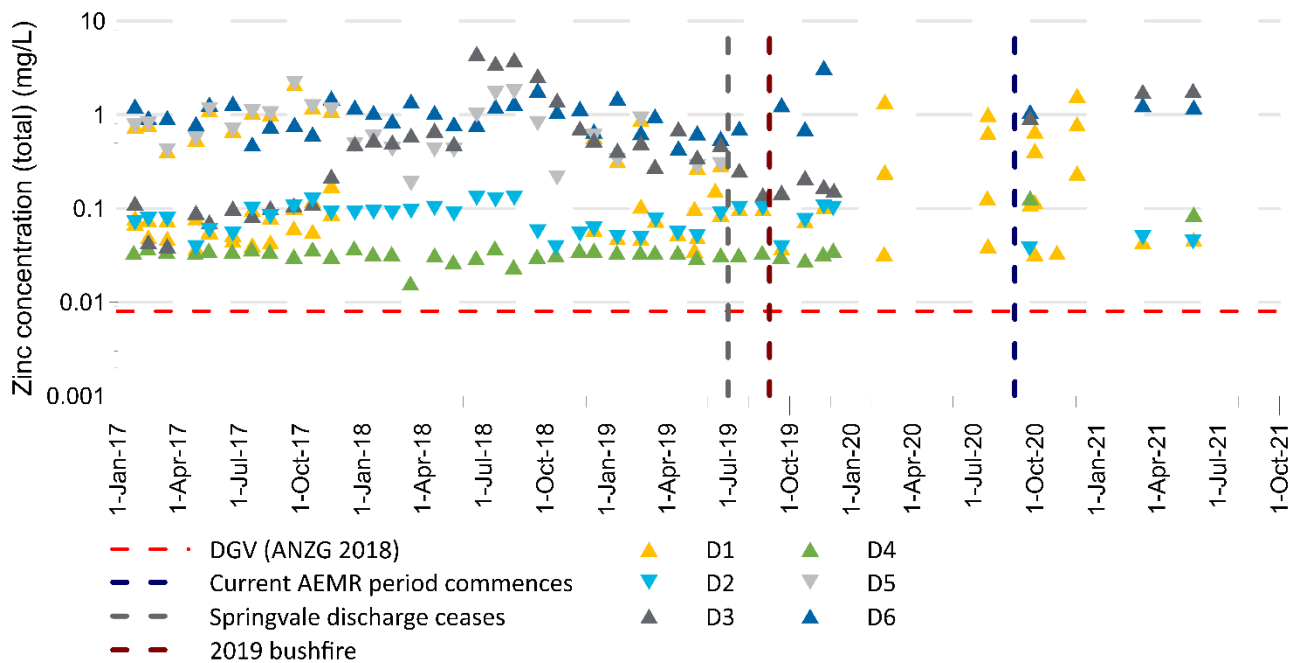 Zinc concentration (total) (mg/L)
10
1
0.1
0.01
0.001
1-Jan-17
1-Apr-17
1-Jul-17
1-Oct-17
1-Jan-18
1-Apr-18
1-Jul-18
1-Oct-18
1-Jan-19
1-Apr-19
1-Jul-19
1-Oct-19
1-Jan-20
1-Apr-20
1-Jul-20
1-Oct-20
1-Jan-21
1-Apr-21
1-Jul-21
1-Oct-21
DGV (ANZG 2018)
Current AEMR period commences
Springvale discharge ceases
2019 bushfire
D1
D2
D3
D4
D5
D6